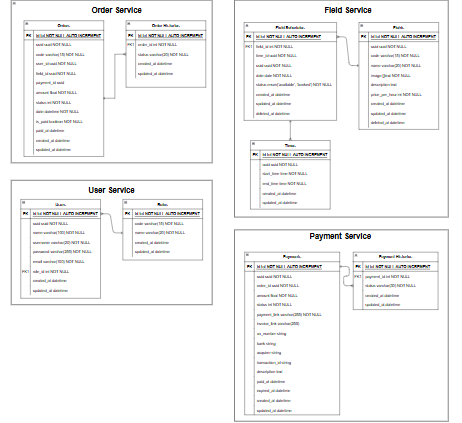 Order Service
Orders
PK id int NOT NULL AUTO INCREMENT
uuid uuid NOT NULL
code varchar(15) NOT NULL
user_id uuid NOT NULL
field_id uuid NOT NULL
payment_id uuid
amount float NOT NULL
status int NOT NULL
date datetime NOT NULL
is_paid boolean NOT NULL
paid_at datetime
created_at datetime
updated_at datetime
Order Histories
PK id int NOT NULL AUTO INCREMENT
FK1 order_id int NOT NULL
status varchar(20) NOT NULL
created_at datetime
updated_at datetime
Field Service
Field Schedules
PK id int NOT NULL AUTO INCREMENT
field_id int NOT NULL
time_id uuid NOT NULL
uuid uuid NOT NULL
date date NOT NULL
created_at datetime
updated_at datetime
deleted_at datetime
Fields
PK id int NOT NULL AUTO INCREMENT
uuid uuid NOT NULL
code varchar(15) NOT NULL
name varchar(20) NOT NULL
NOT NULL
description text
price_per_hour int NOT NULL
created_at datetime
updated_at datetime
deleted_at datetime
Times
PK id int NOT NULL AUTO INCREMENT
uuid uuid NOT NULL
start_time time NOT NULL
end_time time NOT NULL
created_at datetime
updated_at datetime
User Service
Users
PK id int NOT NULL AUTO INCREMENT
uuid uuid NOT NULL
name varchar(100) NOT NULL
username varchar(20) NOT NULL
password varchar(255) NOT NULL
email varchar(100) NOT NULL
FK1 role_id int NOT NULL
created_at datetime
updated_at datetime
Roles
PK id int NOT NULL AUTO INCREMENT
code varchar(15) NOT NULL
name varchar(20) NOT NULL
created_at datetime
updated_at datetime
Payment Service
Payments
PK id int NOT NULL AUTO INCREMENT
uuid uuid NOT NULL
order_id uuid NOT NULL
amount float NOT NULL
status int NOT NULL
payment_link varchar(255) NOT NULL
invoice_link varchar(255)
va_number string
bank string
acquirer string
transaction_id string
description text
paid_at datetime
expired_at datetime
created_at datetime
updated_at datetime
Payment Histories
PK id int NOT NULL AUTO INCREMENT
FK1 payment_id int NOT NULL
status varchar(20) NOT NULL
created_at datetime
updated_at datetime